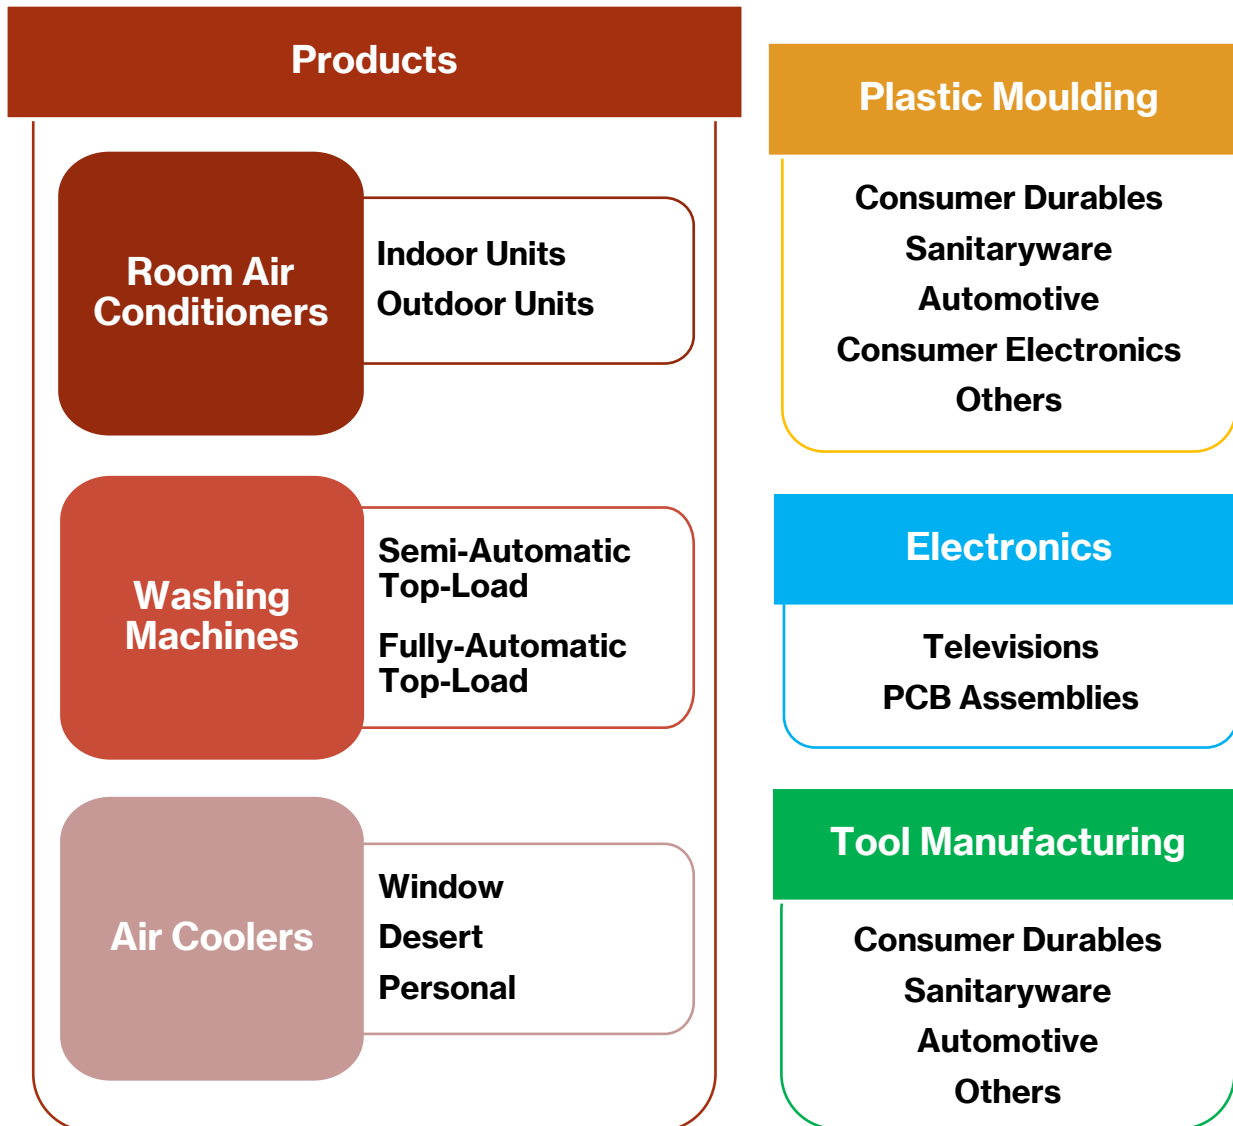 Products
Room Air
Conditioners
Indoor Units
Outdoor Units
Washing
Machines
Semi-Automatic
Top-Load
Fully-Automatic
Top-Load
Air Coolers
Window
Desert
Personal
Plastic Moulding
Consumer Durables
Sanitaryware
Automotive
Consumer Electronics
Others
Electronics
Televisions
PCB Assemblies
Tool Manufacturing
Consumer Durables
Sanitaryware
Automotive
Others